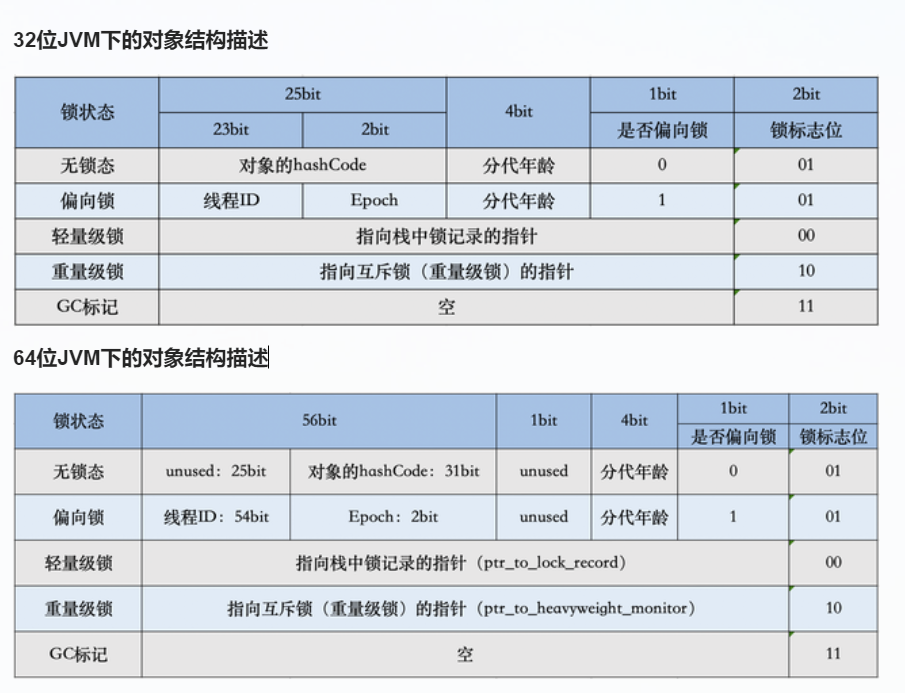 32位JVM下的对象结构描述
锁状态 25bit 4bit 1bit 2bit
23bit 2bit 是否偏向锁 锁标志位
无锁态 对象的hashCode 分代年龄 0 01
偏向锁 线程ID Epoch 分代年龄 1 01
轻量级锁 指向栈中锁记录的指针 00
重量级锁 指向互斥锁（重量级锁）的指针 10
GC标记 空 11
64位JVM下的对象结构描述
锁状态 56bit 1bit 4bit 1bit 2bit
是否偏向锁 锁标志位
无锁态 unused：25bit 对象的hashCode：31bit unused 分代年龄 0 01
偏向锁 线程ID：54bit Epoch：2bit unused 分代年龄 1 01
轻量级锁 指向栈中锁记录的指针（ptr_to_lock_record） 00
重量级锁 指向互斥锁（重量级锁）的指针（ptr_to_heavyweight_monitor） 10
GC标记 空 11